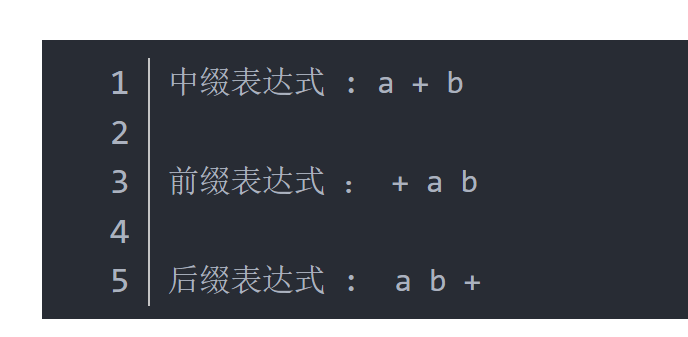 1 中缀表达式 : a + b
2
3 前缀表达式 ： + a b
4
5 后缀表达式 : a b +